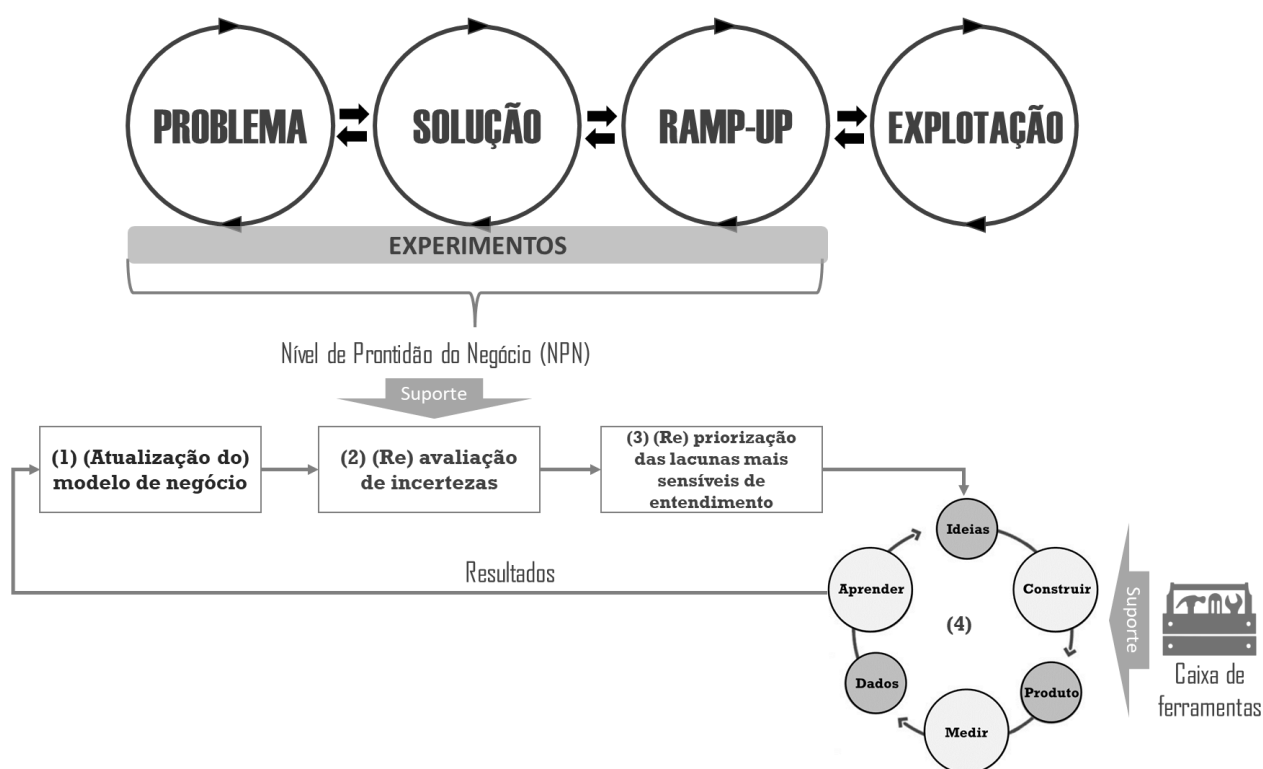 PROBLEMA
SOLUÇÃO
RAMP-UP
EXPLOTAÇÃO
EXPERIMENTOS
Nível de Prontidão do Negócio (NPN)
Suporte
(1) (Atualização do)
modelo de negócio
(2) (Re) avaliação
de incertezas
(3) (Re) priorização
das lacunas mais
sensíveis de
entendimento
Ideias
Resultados
Aprender
Construir
(4)
Suporte
Dados
Produto
Medir
Caixa de
ferramentas